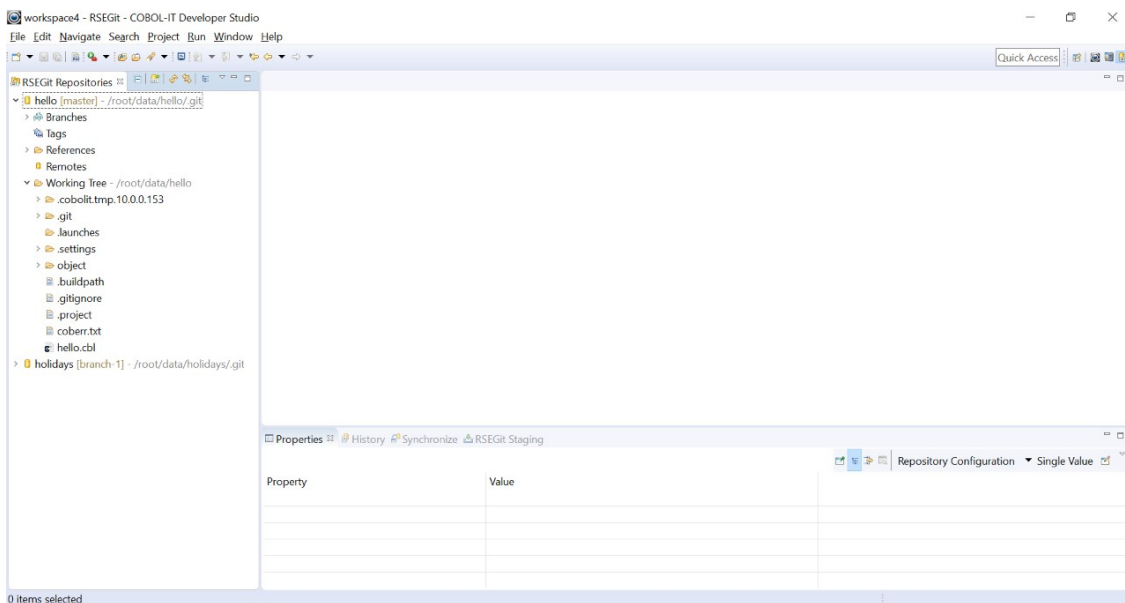 workspace4 - RSEGit - COBOL-IT Developer Studio
File Edit Navigate Search Project Run Window Help
Quick Access
RSEGit Repositories
hello [master] - /root/data/hello/.git
Branches
Tags
References
Remotes
Working Tree - /root/data/hello
.cobolit.tmp.10.0.0.153
.git
.launches
.settings
object
.buildpath
.gitignore
.project
coberr.txt
hello.cbl
holidays [branch-1] - /root/data/holidays/.git
Properties History Synchronize RSEGit Staging
Repository Configuration Single Value
Property Value
0 items selected